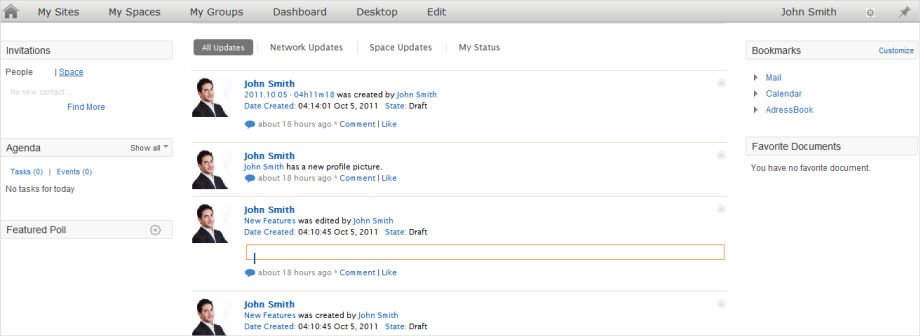 My Sites My Spaces My Groups Dashboard Desktop Edit John Smith
Invitations
People | Space
No new contact ...
Find More
Agenda Show all
Tasks (0) | Events (0)
No tasks for today
Featured Poll
All Updates Network Updates Space Updates My Status
John Smith
2011.10.05 - 04h11m18 was created by John Smith
Date Created: 04:14:01 Oct 5, 2011 State: Draft
about 18 hours ago * Comment | Like
John Smith
John Smith has a new profile picture.
about 18 hours ago * Comment | Like
John Smith
New Features was edited by John Smith
Date Created: 04:10:45 Oct 5, 2011 State: Draft
about 18 hours ago * Comment | Like
John Smith
New Features was created by John Smith
Date Created: 04:10:45 Oct 5, 2011 State: Draft
Bookmarks Customize
Mail
Calendar
AdressBook
Favorite Documents
You have no favorite document.